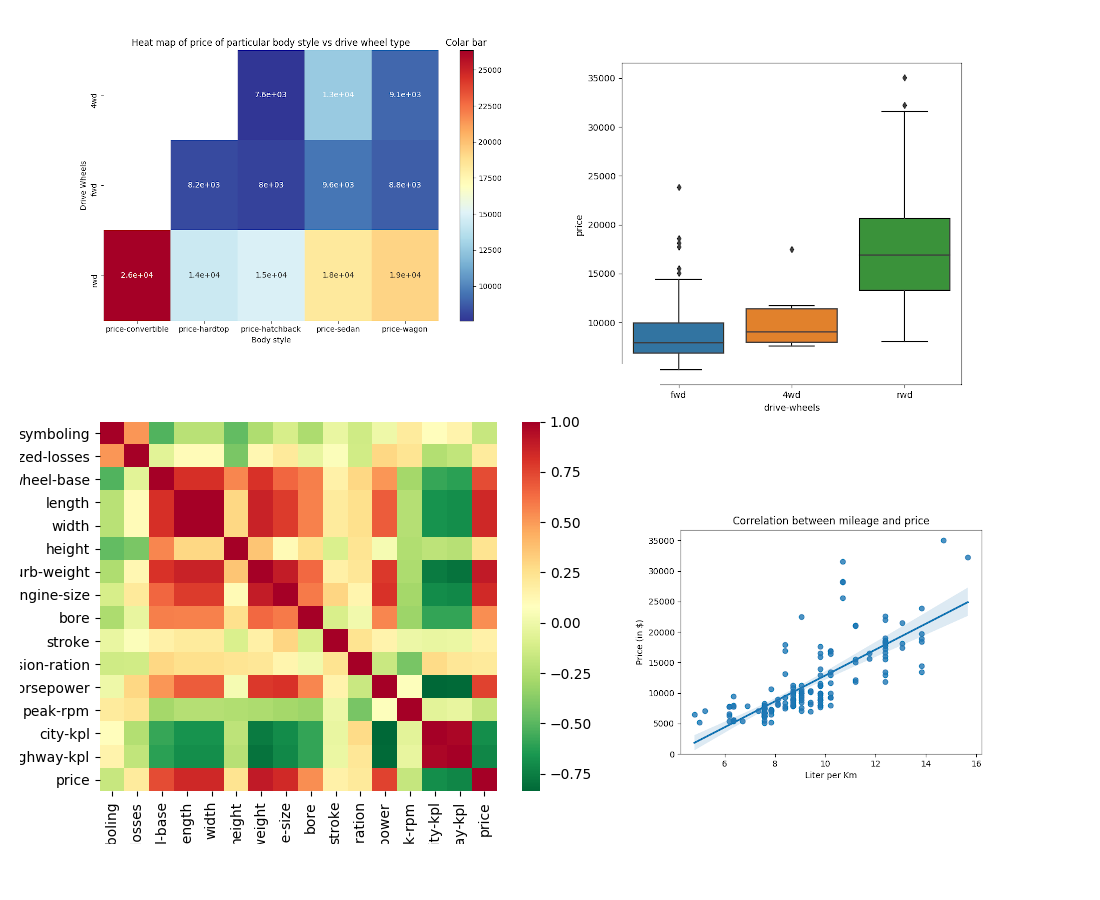 Heat map of price of particular body style vs drive wheel type
Colar bar
4wd
fwd
rwd
Drive Wheels
7.6e+03
1.3e+04
9.1e+03
8.2e+03
8e+03
9.6e+03
8.8e+03
2.6e+04
1.4e+04
1.5e+04
1.8e+04
1.9e+04
price-convertible
price-hardtop
price-hatchback
price-sedan
price-wagon
Body style
25000
22500
20000
17500
15000
12500
10000
35000
30000
25000
20000
15000
10000
price
fwd
4wd
rwd
drive-wheels
symboling
zed-losses
heel-base
length
width
height
urb-weight
ngine-size
bore
stroke
sion-ration
orsepower
peak-rpm
city-kpl
ghway-kpl
price
boling
osses
l-base
ength
width
eight
weight
e-size
bore
stroke
ration
power
k-rpm
ity-kpl
ay-kpl
price
1.00
0.75
0.50
0.25
0.00
−0.25
−0.50
−0.75
Correlation between mileage and price
35000
30000
25000
20000
15000
10000
5000
0
Price (in $)
6
8
10
12
14
16
Liter per Km